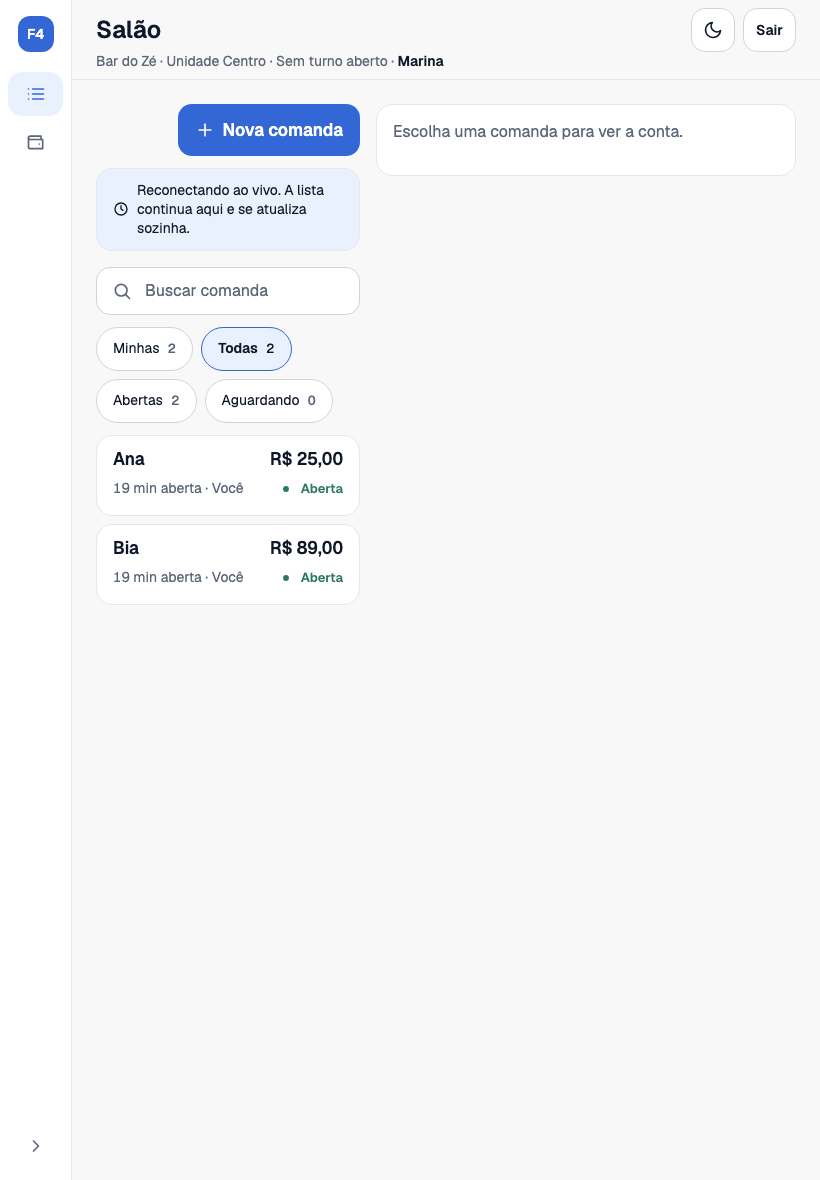 F4
Salão
Sair
Bar do Zé · Unidade Centro · Sem turno aberto · Marina
Nova comanda
Escolha uma comanda para ver a conta.
Reconectando ao vivo. A lista
continua aqui e se atualiza
sozinha.
Buscar comanda
Minhas 2
Todas 2
Abertas 2
Aguardando 0
Ana R$ 25,00
19 min aberta · Você Aberta
Bia R$ 89,00
19 min aberta · Você Aberta